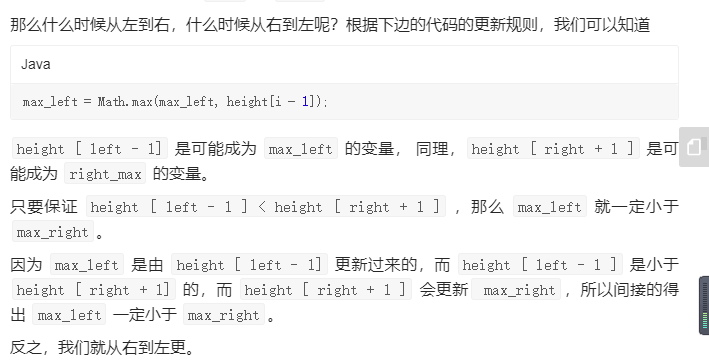 那么什么时候从左到右，什么时候从右到左呢？根据下边的代码的更新规则，我们可以知道
Java
max_left = Math.max(max_left, height[i - 1]);
height [ left - 1] 是可能成为 max_left 的变量， 同理， height [ right + 1 ] 是可
能成为 right_max 的变量。
只要保证 height [ left - 1 ] < height [ right + 1 ] ，那么 max_left 就一定小于
max_right。
因为 max_left 是由 height [ left - 1] 更新过来的，而 height [ left - 1 ] 是小于
height [ right + 1] 的，而 height [ right + 1 ] 会更新 max_right，所以间接的得
出 max_left 一定小于 max_right。
反之，我们就从右到左更。